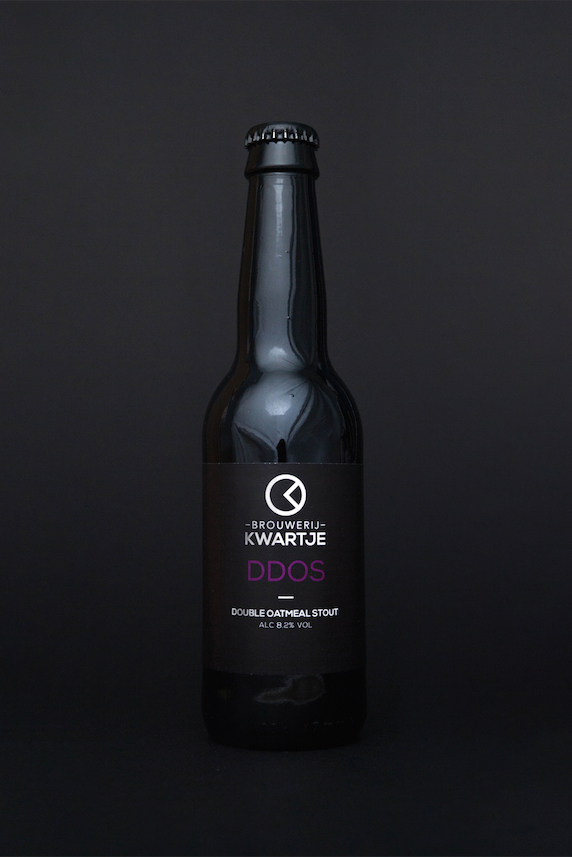 -BROUWERIJ-
KWARTJE
DDOS
DOUBLE OATMEAL STOUT
ALC 8.2% VOL